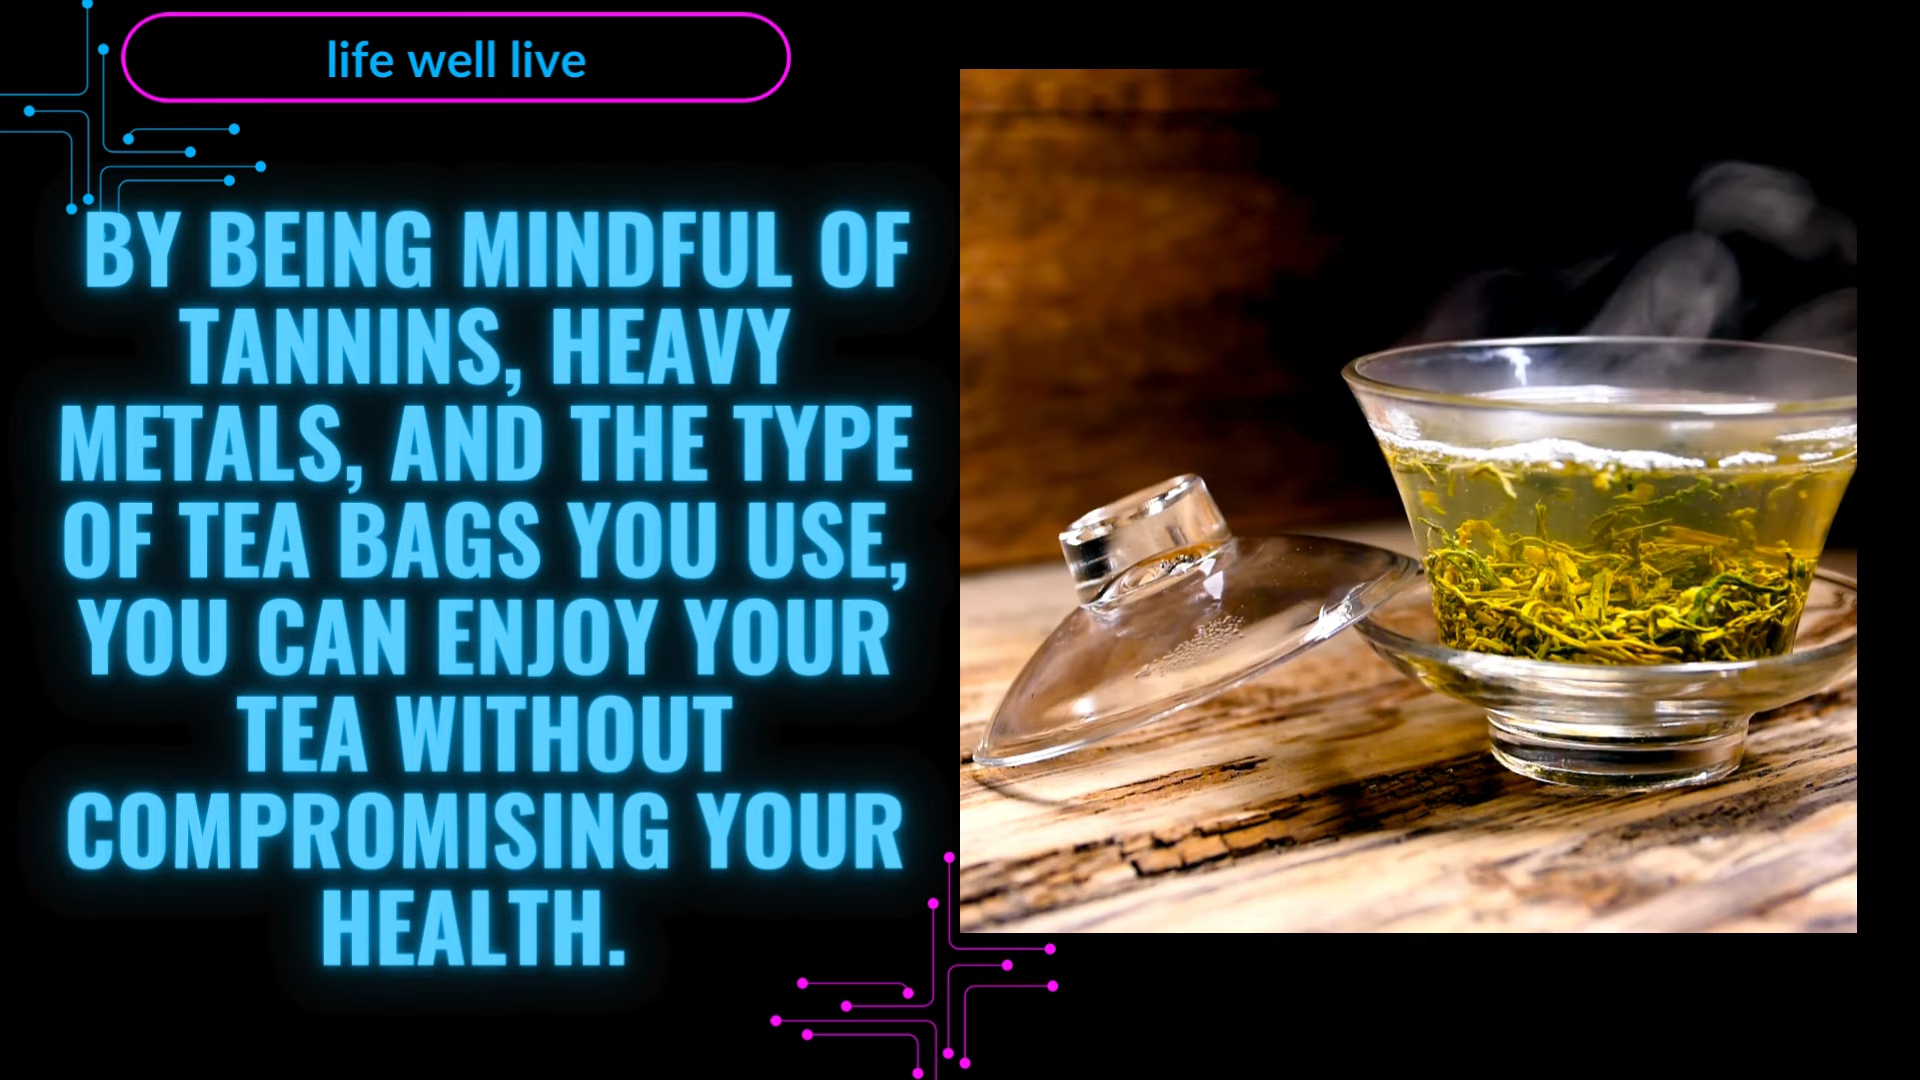 life well live
BY BEING MINDFUL OF
TANNINS, HEAVY
METALS, AND THE TYPE
OF TEA BAGS YOU USE,
YOU CAN ENJOY YOUR
TEA WITHOUT
COMPROMISING YOUR
HEALTH.